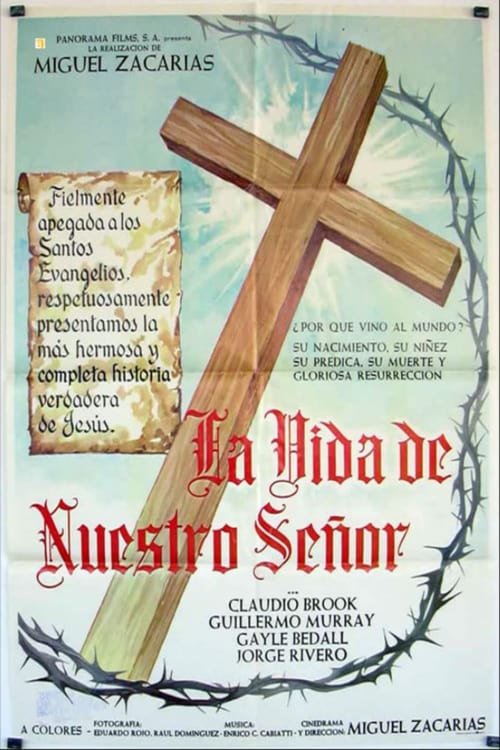 PANORAMA FILMS, S. A. presenta
LA REALIZACION DE
MIGUEL ZACARIAS
Fielmente
apegada a los
Santos
Evangelios,
respetuosamente
presentamos la
más hermosa y
completa historia
verdadera
de Jesús.
¿POR QUE VINO AL MUNDO?
SU NACIMIENTO, SU NIÑEZ
SU PREDICA, SU MUERTE Y
GLORIOSA RESURRECCION
La Vida de
Nuestro Señor
...
CLAUDIO BROOK
GUILLERMO MURRAY
GAYLE BEDALL
JORGE RIVERO
A COLORES - FOTOGRAFIA: EDUARDO ROJO, RAUL DOMINGUEZ - MUSICA: ENRICO C. CABIATTI - CINEDRAMA Y DIRECCION: MIGUEL ZACARIAS